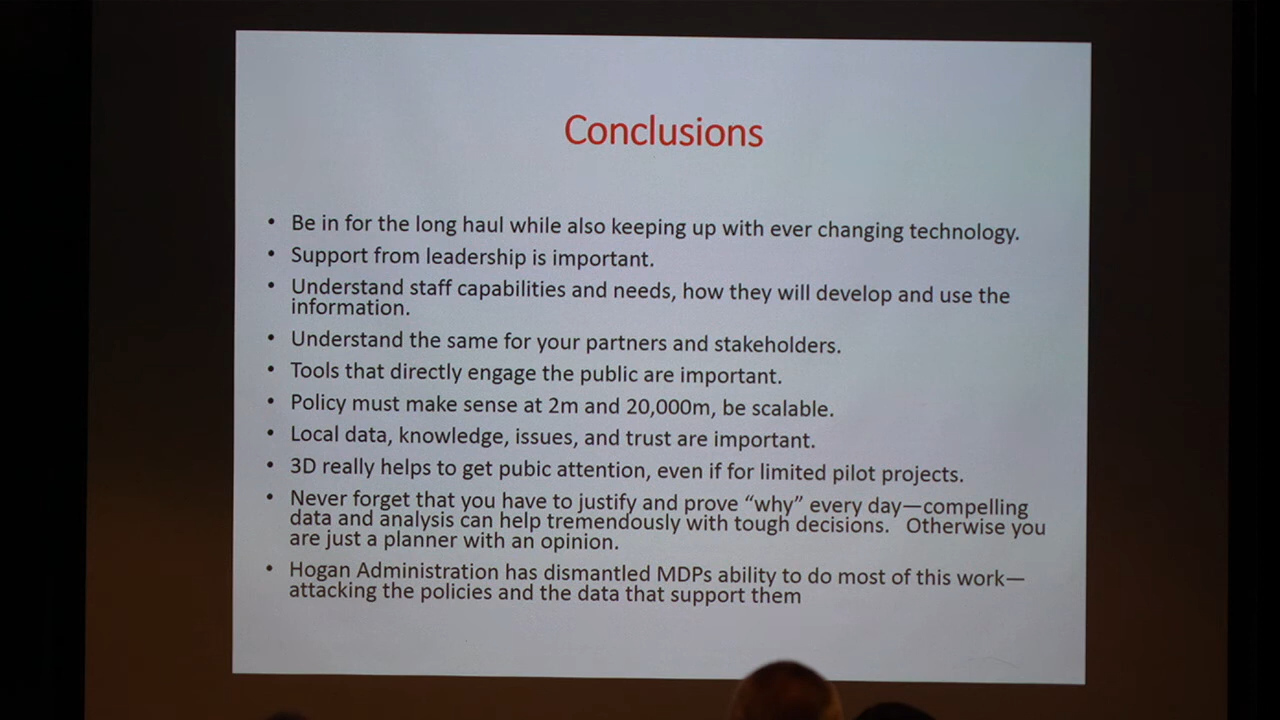 Conclusions
• Be in for the long haul while also keeping up with ever changing technology.
• Support from leadership is important.
• Understand staff capabilities and needs, how they will develop and use the
information.
• Understand the same for your partners and stakeholders.
• Tools that directly engage the public are important.
• Policy must make sense at 2m and 20,000m, be scalable.
• Local data, knowledge, issues, and trust are important.
• 3D really helps to get pubic attention, even if for limited pilot projects.
• Never forget that you have to justify and prove “why” every day—compelling
data and analysis can help tremendously with tough decisions.   Otherwise you
are just a planner with an opinion.
• Hogan Administration has dismantled MDPs ability to do most of this work—
attacking the policies and the data that support them